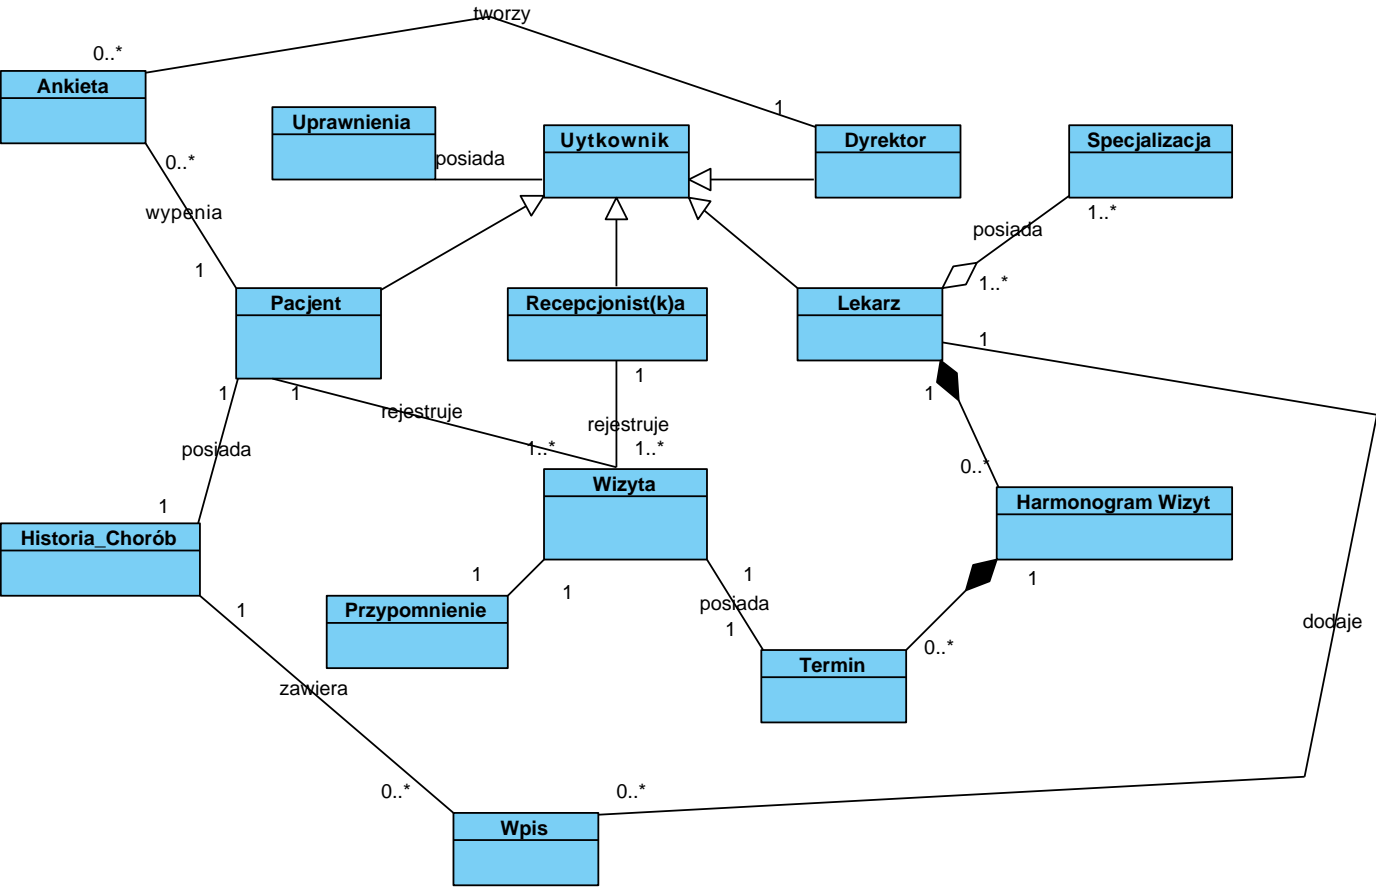 tworzy
0..*
Ankieta
1
Uprawnienia
Uytkownik
Dyrektor
Specjalizacja
posiada
0..*
wypenia
1..*
posiada
1
1..*
Pacjent
Recepcjonist(k)a
Lekarz
1
1
1
1
1
rejestruje
rejestruje
posiada
1..*
1..*
0..*
Wizyta
1
Harmonogram Wizyt
Historia_Chorób
1
1
1
1
Przypomnienie
posiada
1
1
dodaje
0..*
Termin
zawiera
0..*
0..*
Wpis